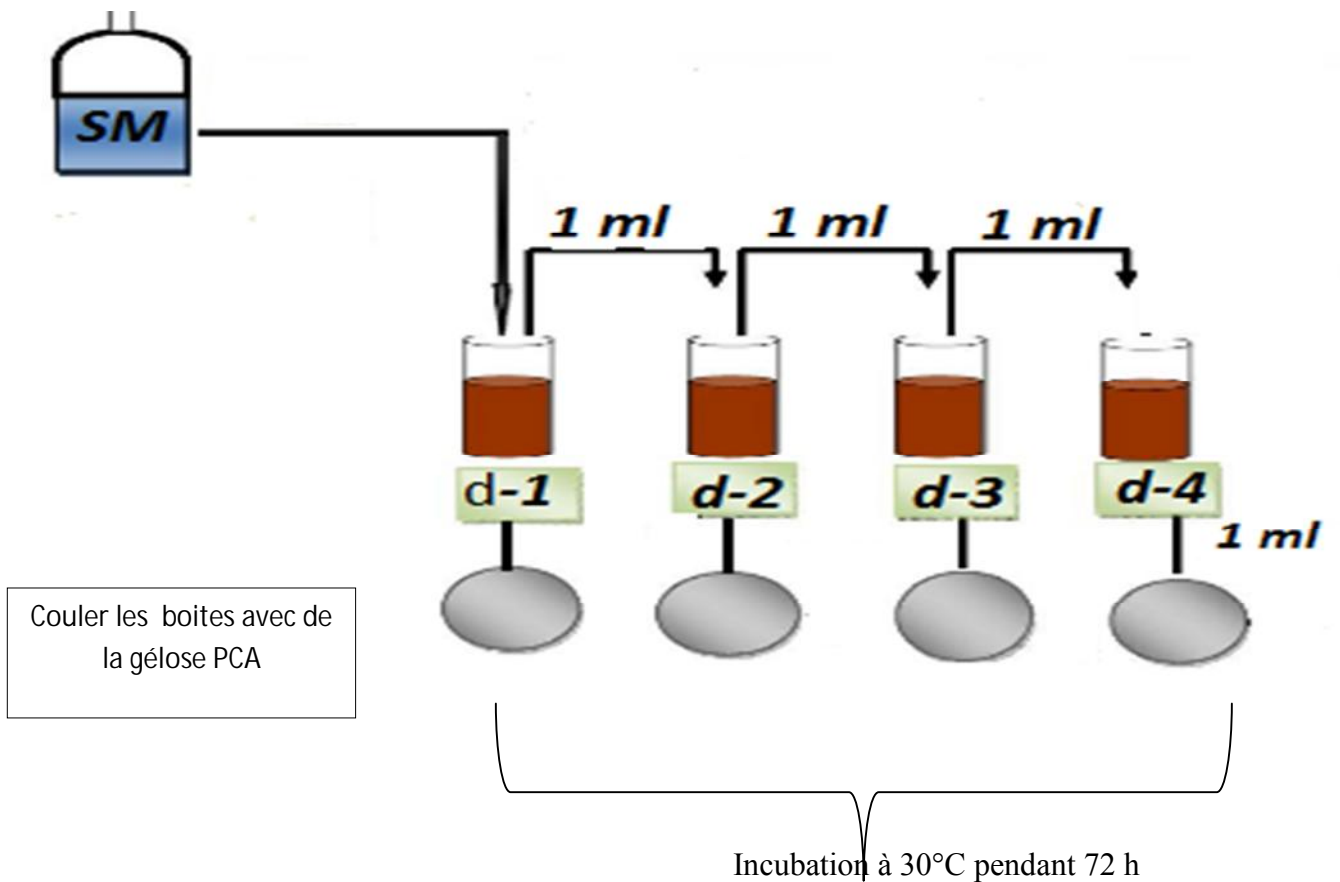 SM
1 ml 1 ml 1 ml
d-1 d-2 d-3 d-4
1 ml
Couler les boites avec de
la gélose PCA
Incubation à 30°C pendant 72 h